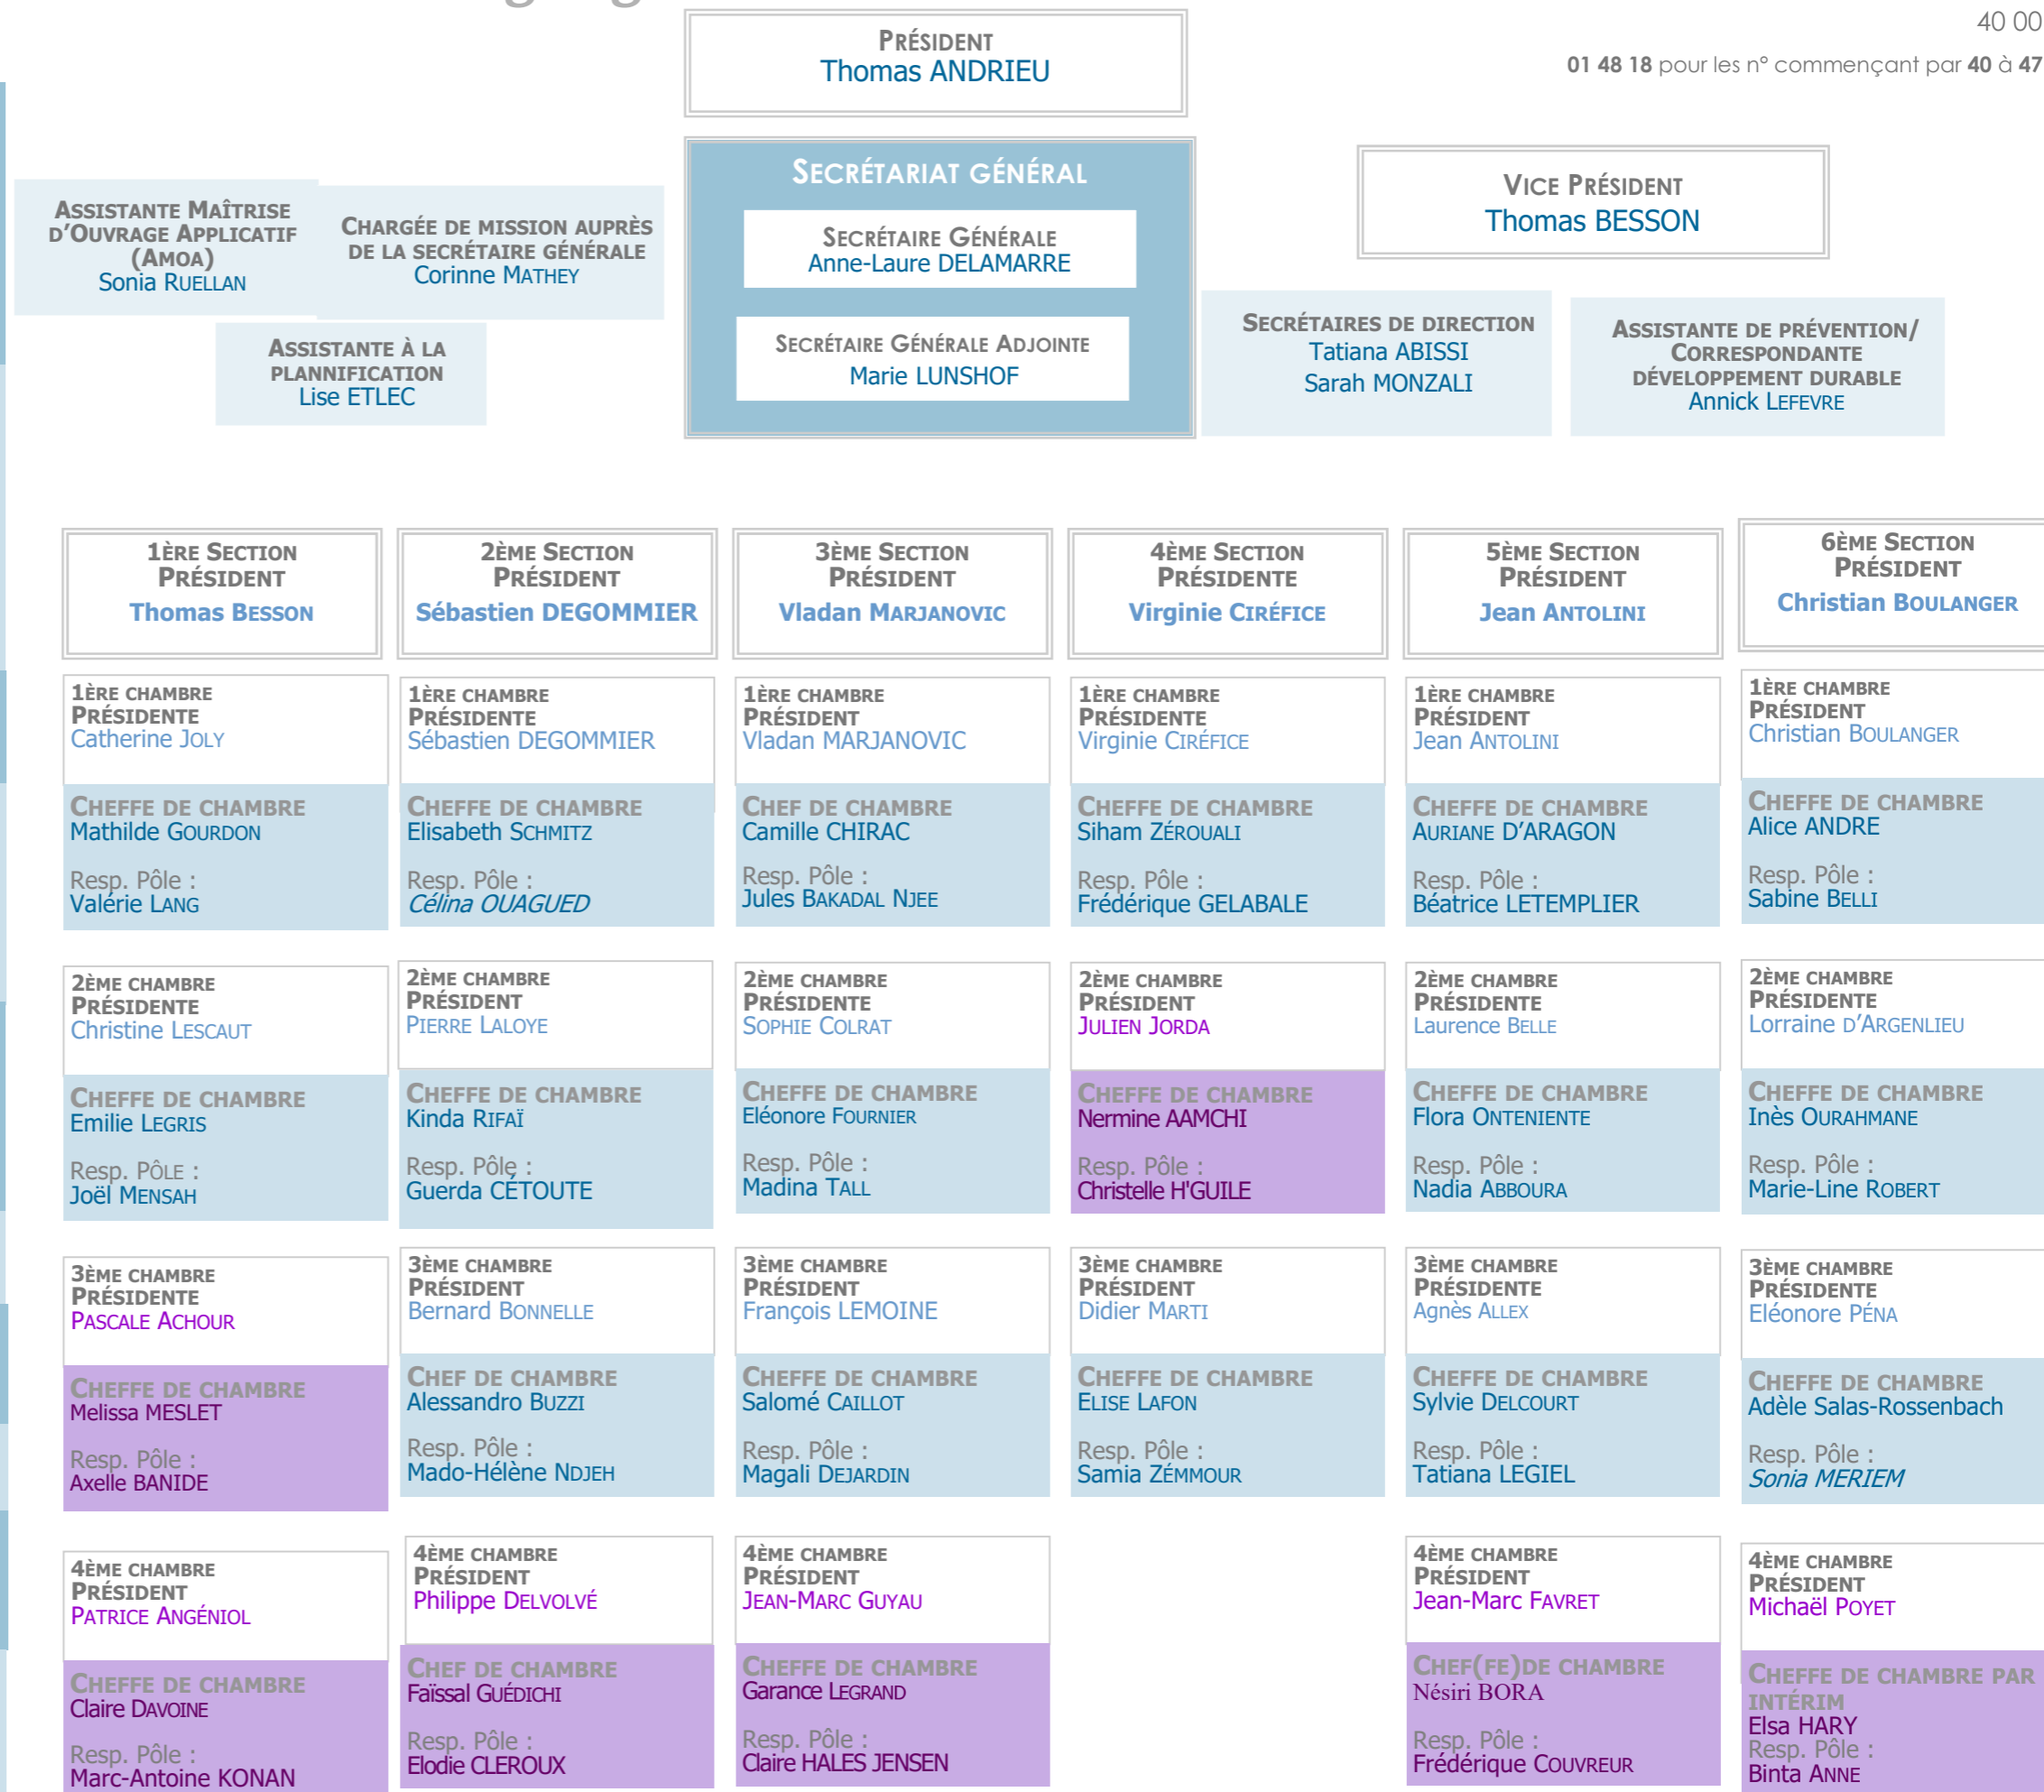 PRÉSIDENT
Thomas ANDRIEU
40 00
01 48 18 pour les n° commençant par 40 à 47
SECRÉTARIAT GÉNÉRAL
SECRÉTAIRE GÉNÉRALE
Anne-Laure DELAMARRE
SECRÉTAIRE GÉNÉRALE ADJOINTE
Marie LUNSHOF
VICE PRÉSIDENT
Thomas BESSON
ASSISTANTE MAÎTRISE
D'OUVRAGE APPLICATIF
(AMOA)
Sonia RUELLAN
CHARGÉE DE MISSION AUPRÈS
DE LA SECRÉTAIRE GÉNÉRALE
Corinne MATHEY
ASSISTANTE À LA
PLANNIFICATION
Lise ETLEC
SECRÉTAIRES DE DIRECTION
Tatiana ABISSI
Sarah MONZALI
ASSISTANTE DE PRÉVENTION/
CORRESPONDANTE
DÉVELOPPEMENT DURABLE
Annick LEFEVRE
1ÈRE SECTION
PRÉSIDENT
Thomas BESSON
2ÈME SECTION
PRÉSIDENT
Sébastien DEGOMMIER
3ÈME SECTION
PRÉSIDENT
Vladan MARJANOVIC
4ÈME SECTION
PRÉSIDENTE
Virginie CIRÉFICE
5ÈME SECTION
PRÉSIDENT
Jean ANTOLINI
6ÈME SECTION
PRÉSIDENT
Christian BOULANGER
1ÈRE CHAMBRE
PRÉSIDENTE
Catherine JOLY
CHEFFE DE CHAMBRE
Mathilde GOURDON
Resp. Pôle :
Valérie LANG
1ÈRE CHAMBRE
PRÉSIDENTE
Sébastien DEGOMMIER
CHEFFE DE CHAMBRE
Elisabeth SCHMITZ
Resp. Pôle :
Célina OUAGUED
1ÈRE CHAMBRE
PRÉSIDENT
Vladan MARJANOVIC
CHEF DE CHAMBRE
Camille CHIRAC
Resp. Pôle :
Jules BAKADAL NJEE
1ÈRE CHAMBRE
PRÉSIDENTE
Virginie CIRÉFICE
CHEFFE DE CHAMBRE
Siham ZÉROUALI
Resp. Pôle :
Frédérique GELABALE
1ÈRE CHAMBRE
PRÉSIDENT
Jean ANTOLINI
CHEFFE DE CHAMBRE
AURIANE D'ARAGON
Resp. Pôle :
Béatrice LETEMPLIER
1ÈRE CHAMBRE
PRÉSIDENT
Christian BOULANGER
CHEFFE DE CHAMBRE
Alice ANDRE
Resp. Pôle :
Sabine BELLI
2ÈME CHAMBRE
PRÉSIDENTE
Christine LESCAUT
CHEFFE DE CHAMBRE
Emilie LEGRIS
Resp. PÔLE :
Joël MENSAH
2ÈME CHAMBRE
PRÉSIDENT
PIERRE LALOYE
CHEFFE DE CHAMBRE
Kinda RIFAÏ
Resp. Pôle :
Guerda CÉTOUTE
2ÈME CHAMBRE
PRÉSIDENTE
SOPHIE COLRAT
CHEFFE DE CHAMBRE
Eléonore FOURNIER
Resp. Pôle :
Madina TALL
2ÈME CHAMBRE
PRÉSIDENT
JULIEN JORDA
CHEFFE DE CHAMBRE
Nermine AAMCHI
Resp. Pôle :
Christelle H'GUILE
2ÈME CHAMBRE
PRÉSIDENTE
Laurence BELLE
CHEFFE DE CHAMBRE
Flora ONTENIENTE
Resp. Pôle :
Nadia ABBOURA
2ÈME CHAMBRE
PRÉSIDENTE
Lorraine D'ARGENLIEU
CHEFFE DE CHAMBRE
Inès OURAHMANE
Resp. Pôle :
Marie-Line ROBERT
3ÈME CHAMBRE
PRÉSIDENTE
PASCALE ACHOUR
CHEFFE DE CHAMBRE
Melissa MESLET
Resp. Pôle :
Axelle BANIDE
3ÈME CHAMBRE
PRÉSIDENT
Bernard BONNELLE
CHEF DE CHAMBRE
Alessandro BUZZI
Resp. Pôle :
Mado-Hélène NDJEH
3ÈME CHAMBRE
PRÉSIDENT
François LEMOINE
CHEFFE DE CHAMBRE
Salomé CAILLOT
Resp. Pôle :
Magali DEJARDIN
3ÈME CHAMBRE
PRÉSIDENT
Didier MARTI
CHEFFE DE CHAMBRE
ELISE LAFON
Resp. Pôle :
Samia ZÉMMOUR
3ÈME CHAMBRE
PRÉSIDENTE
Agnès ALLEX
CHEFFE DE CHAMBRE
Sylvie DELCOURT
Resp. Pôle :
Tatiana LEGIEL
3ÈME CHAMBRE
PRÉSIDENTE
Eléonore PÉNA
CHEFFE DE CHAMBRE
Adèle Salas-Rossenbach
Resp. Pôle :
Sonia MERIEM
4ÈME CHAMBRE
PRÉSIDENT
PATRICE ANGÉNIOL
CHEFFE DE CHAMBRE
Claire DAVOINE
Resp. Pôle :
Marc-Antoine KONAN
4ÈME CHAMBRE
PRÉSIDENT
Philippe DELVOLVÉ
CHEF DE CHAMBRE
Faïssal GUÉDICHI
Resp. Pôle :
Elodie CLEROUX
4ÈME CHAMBRE
PRÉSIDENT
JEAN-MARC GUYAU
CHEFFE DE CHAMBRE
Garance LEGRAND
Resp. Pôle :
Claire HALES JENSEN
4ÈME CHAMBRE
PRÉSIDENT
Jean-Marc FAVRET
CHEF(FE)DE CHAMBRE
Nésiri BORA
Resp. Pôle :
Frédérique COUVREUR
4ÈME CHAMBRE
PRÉSIDENT
Michaël POYET
CHEFFE DE CHAMBRE PAR
INTÉRIM
Elsa HARY
Resp. Pôle :
Binta ANNE